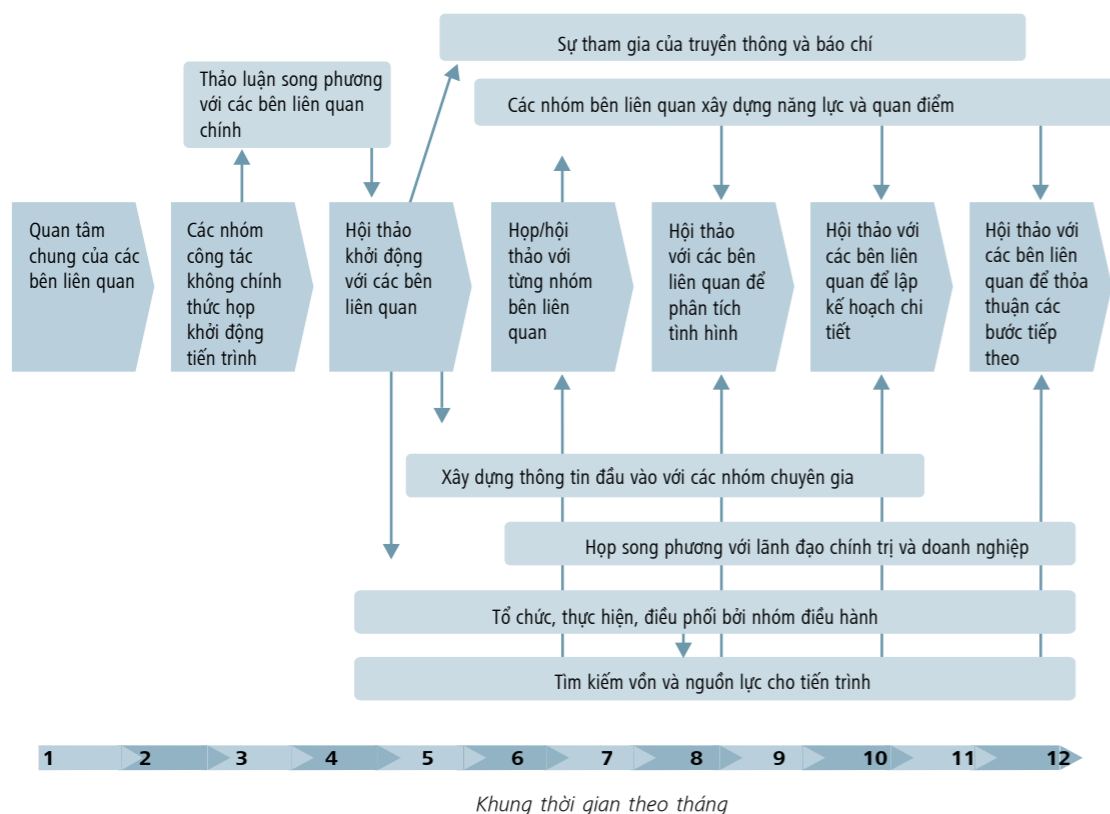 Sự tham gia của truyền thông và báo chí
Thảo luận song phương
với các bên liên quan
chính
Các nhóm bên liên quan xây dựng năng lực và quan điểm
Quan tâm
chung của các
bên liên quan
Các nhóm
công tác
không chính
thức họp
khởi động
tiến trình
Hội thảo
khởi động
với các bên
liên quan
Họp/hội
thảo với
từng nhóm
bên liên
quan
Hội thảo
với các bên
liên quan để
phân tích
tình hình
Hội thảo với
các bên liên
quan để lập
kế hoạch chi
tiết
Hội thảo với
các bên liên
quan để thỏa
thuận các
bước tiếp
theo
Xây dựng thông tin đầu vào với các nhóm chuyên gia
Họp song phương với lãnh đạo chính trị và doanh nghiệp
Tổ chức, thực hiện, điều phối bởi nhóm điều hành
Tìm kiếm vốn và nguồn lực cho tiến trình
1 2 3 4 5 6 7 8 9 10 11 12
Khung thời gian theo tháng